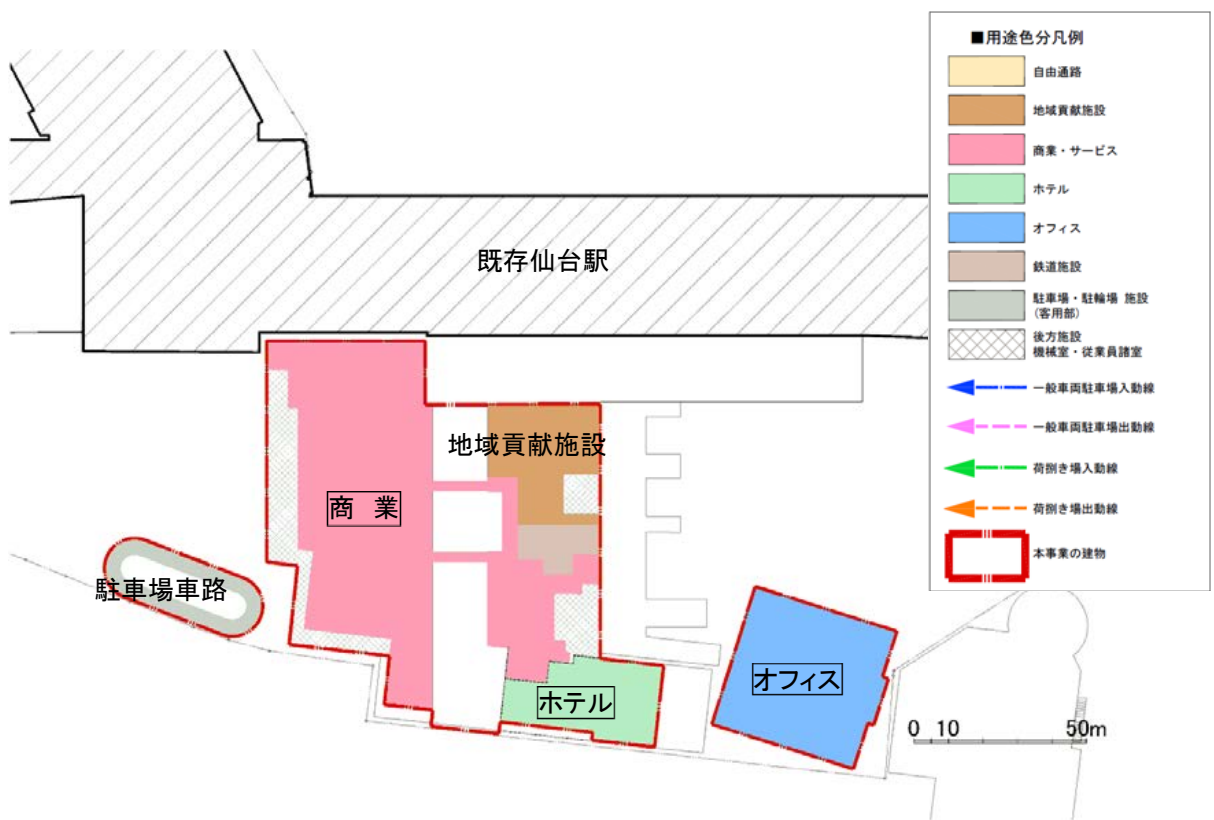 ■用途色分凡例
自由通路
地域貢献施設
商業・サービス
ホテル
オフィス
鉄道施設
駐車場・駐輪場 施設
(客用部)
後方施設
機械室・従業員諸室
一般車両駐車場入動線
一般車両駐車場出動線
荷捌き場入動線
荷捌き場出動線
本事業の建物
既存仙台駅
地域貢献施設
商 業
駐車場車路
ホテル
オフィス
0 10 50m